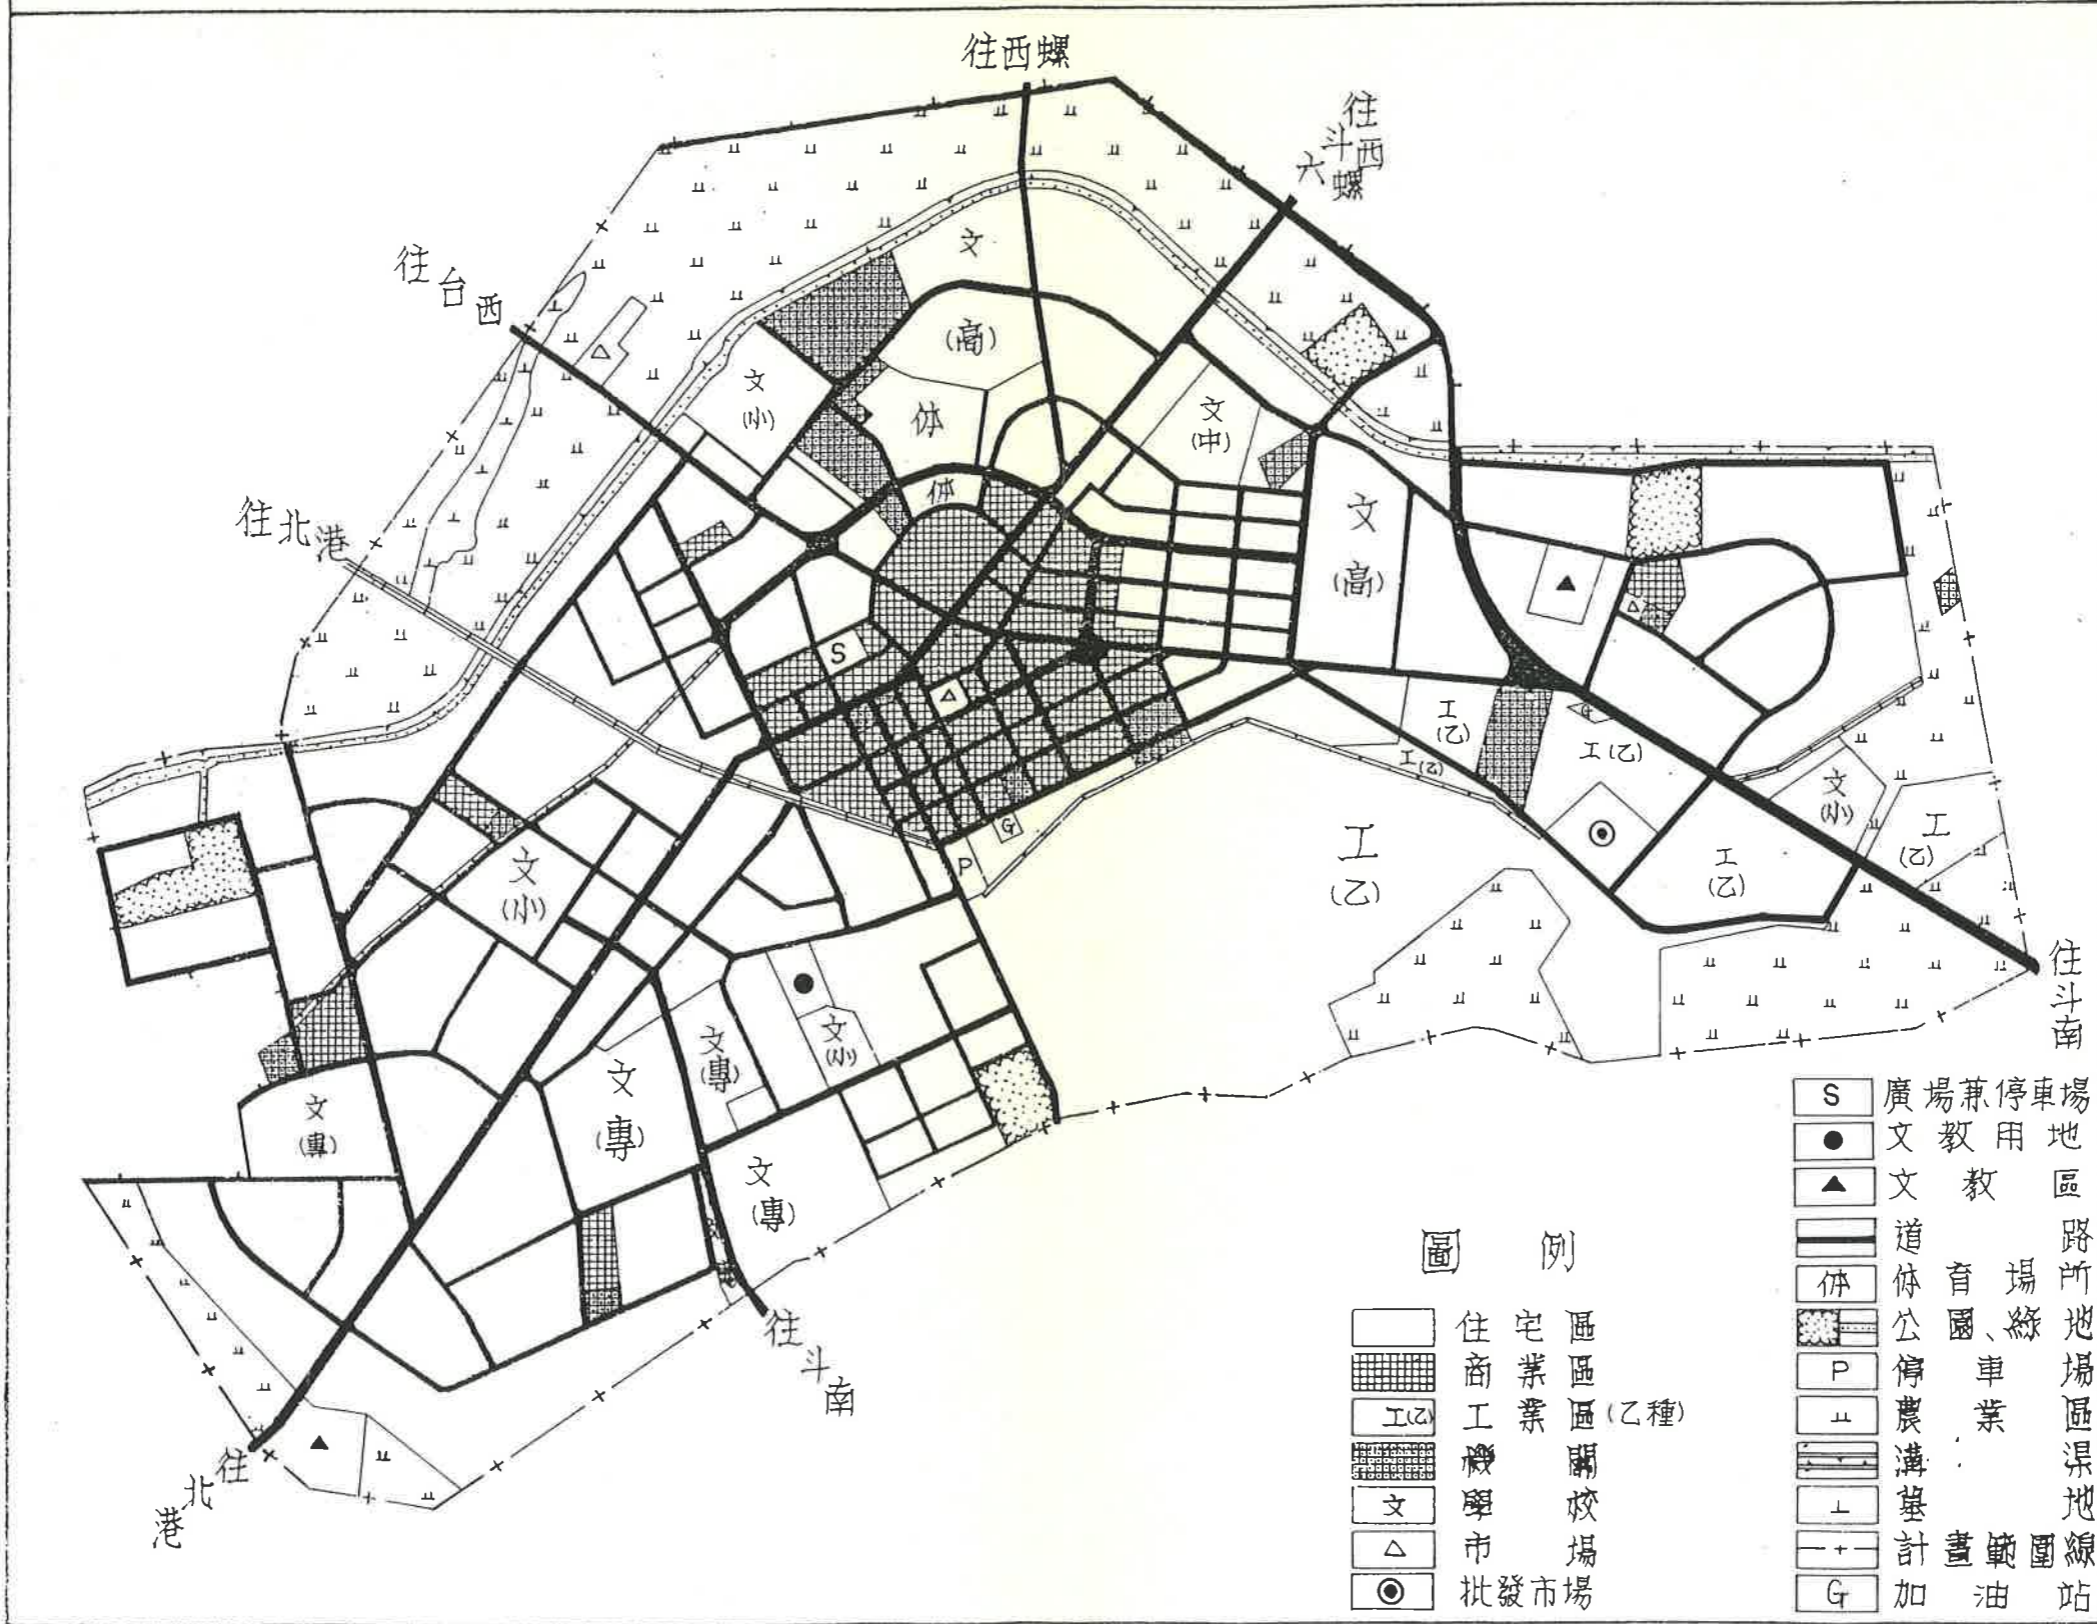 往西螺
往西螺
斗六
往台西
往北港
文
(高)
文
(小)
体
文
(中)
体
文
(高)
S
工
(乙)
G
工(乙)
工(乙)
文
(小)
工
(乙)
工
(乙)
工
(乙)
G
P
文
(小)
文
(專)
文
(小)
文
(專)
文
(專)
文
(專)
往斗南
往斗南
往北港
圖例
住宅區
商業區
工(乙) 工業區(乙種)
機關
文 學校
市場
批發市場
S 廣場兼停車場
文教用地
文教區
道路
体 体育場所
公園、綠地
P 停車場
農業區
溝渠
墓地
計畫範圍線
G 加油站